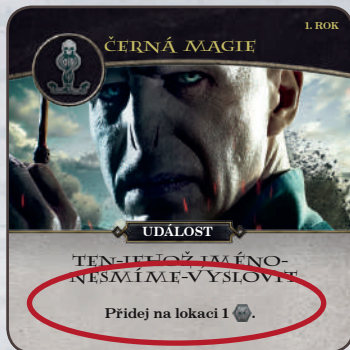 1. ROK
ČERNÁ MAGIE
UDÁLOST
TEN-JEHOŽ-JMÉNO-
NESMÍME-VYSLOVIT
Přidej na lokaci 1 .